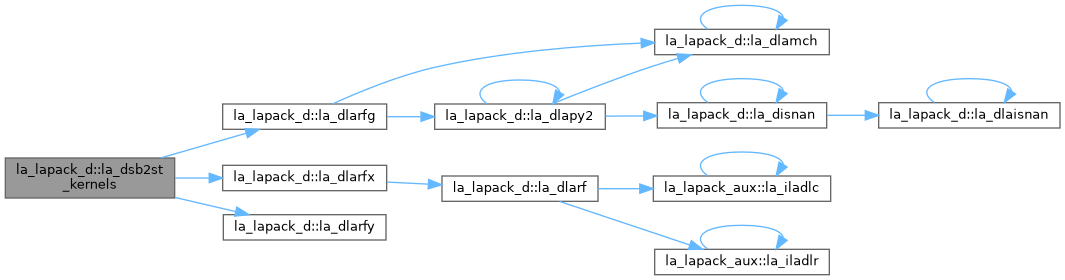 la_lapack_d::la_dlamch
la_lapack_d::la_dlarfg
la_lapack_d::la_dlapy2
la_lapack_d::la_disnan
la_lapack_d::la_dlaisnan
la_lapack_d::la_dsb2st
_kernels
la_lapack_d::la_dlarfx
la_lapack_d::la_dlarf
la_lapack_aux::la_iladlc
la_lapack_d::la_dlarfy
la_lapack_aux::la_iladlr